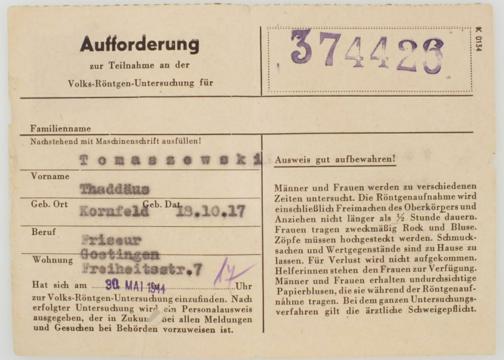 Aufforderung
zur Teilnahme an der
Volks-Röntgen-Untersuchung für
374423
K 0134
Familienname
Nachstehend mit Maschinenschrift ausfüllen!
Tomaszewski
Vorname
Thaddäus
Geb. Ort Geb. Dat.
Kornfeld 18.10.17
Beruf
Friseur
Gostingen
Wohnung
Freiheitsstr.7
Hat sich am 30. MAI 1944 Uhr
zur Volks-Röntgen-Untersuchung einzufinden. Nach
erfolgter Untersuchung wird ein Personalausweis
ausgegeben, der in Zukunft bei allen Meldungen
und Gesuchen bei Behörden vorzuweisen ist.
Ausweis gut aufbewahren!
Männer und Frauen werden zu verschiedenen
Zeiten untersucht. Die Röntgenaufnahme wird
einschließlich Freimachen des Oberkörpers und
Anziehen nicht länger als ½ Stunde dauern.
Frauen tragen zweckmäßig Rock und Bluse.
Zöpfe müssen hochgesteckt werden. Schmuck-
sachen und Wertgegenstände sind zu Hause zu
lassen. Für Verlust wird nicht aufgekommen.
Helferinnen stehen den Frauen zur Verfügung.
Männer und Frauen erhalten undurchsichtige
Papierblusen, die sie während der Röntgenauf-
nahme tragen. Bei dem ganzen Untersuchungs-
verfahren gilt die ärztliche Schweigepflicht.